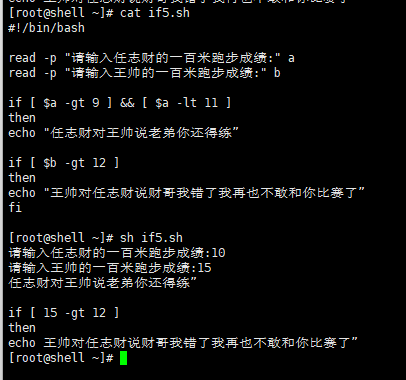 [root@shell ~]# cat if5.sh
#!/bin/bash
read -p "请输入任志财的一百米跑步成绩:" a
read -p "请输入王帅的一百米跑步成绩:" b
if [ $a -gt 9 ] && [ $a -lt 11 ]
then
echo "任志财对王帅说老弟你还得练”
if [ $b -gt 12 ]
then
echo "王帅对任志财说财哥我错了我再也不敢和你比赛了”
fi
[root@shell ~]# sh if5.sh
请输入任志财的一百米跑步成绩:10
请输入王帅的一百米跑步成绩:15
任志财对王帅说老弟你还得练”
if [ 15 -gt 12 ]
then
echo 王帅对任志财说财哥我错了我再也不敢和你比赛了”
[root@shell ~]#